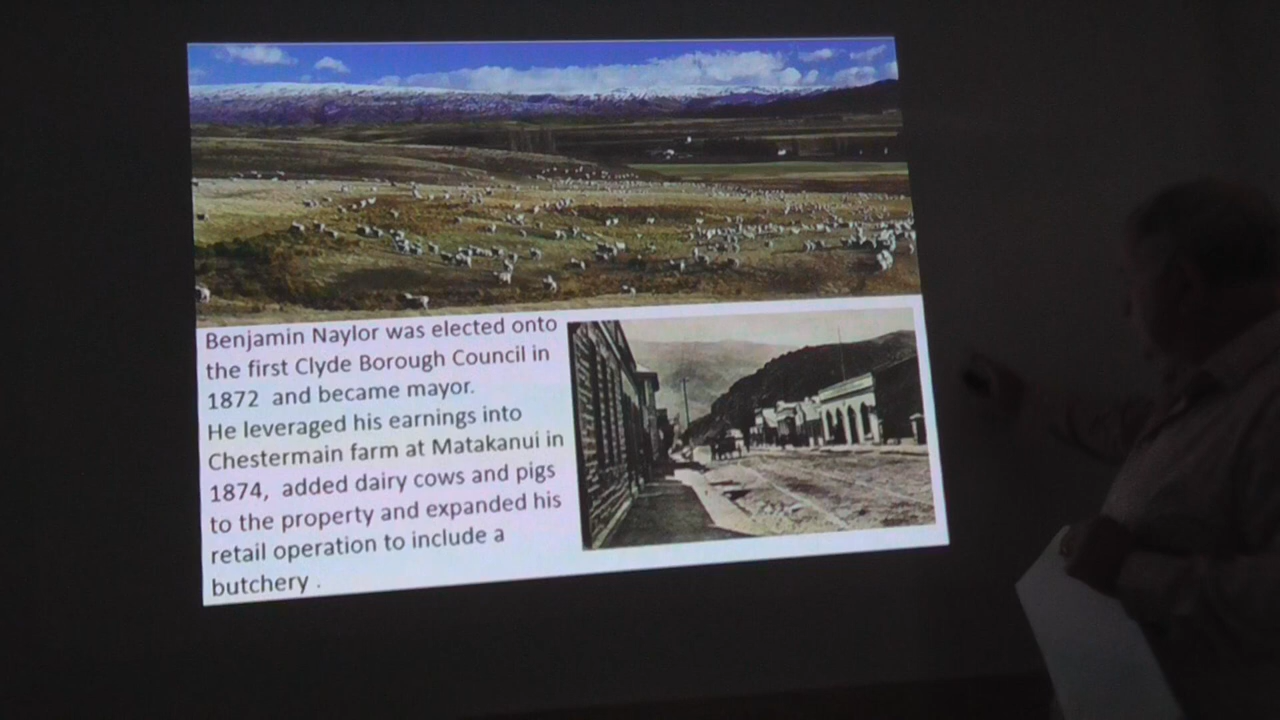 Benjamin Naylor was elected onto
the first Clyde Borough Council in
1872  and became mayor.
He leveraged his earnings into
Chestermain farm at Matakanui in
1874,  added dairy cows and pigs
to the property and expanded his
retail operation to include a
butchery .